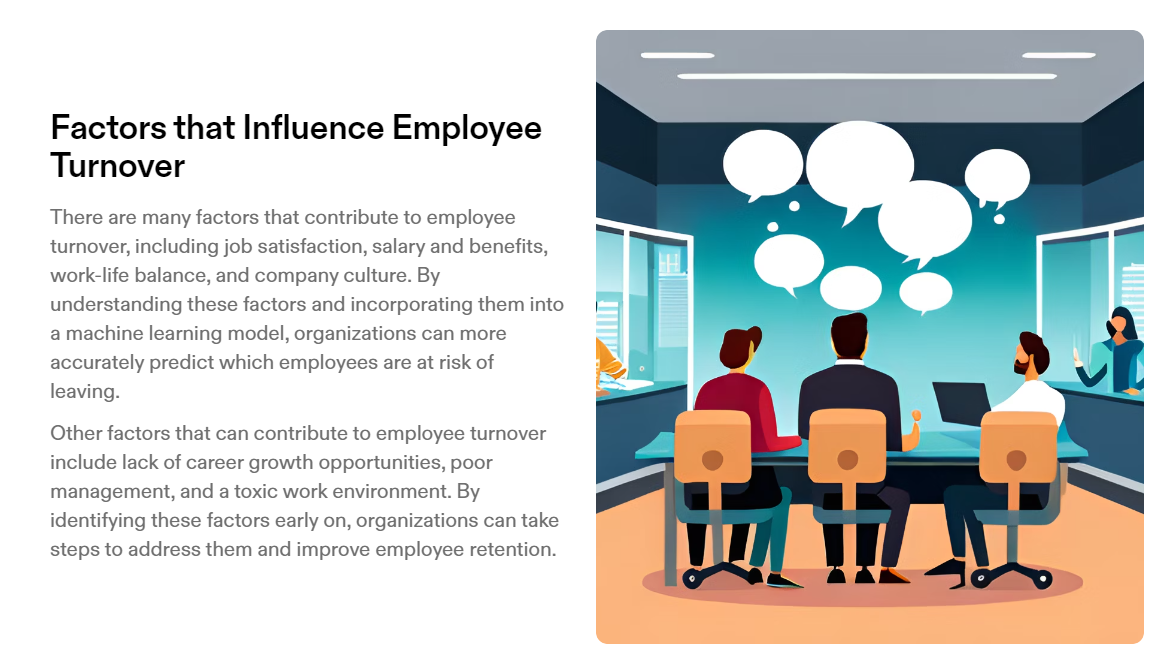 Factors that Influence Employee
Turnover
There are many factors that contribute to employee
turnover, including job satisfaction, salary and benefits,
work-life balance, and company culture. By
understanding these factors and incorporating them into
a machine learning model, organizations can more
accurately predict which employees are at risk of
leaving.
Other factors that can contribute to employee turnover
include lack of career growth opportunities, poor
management, and a toxic work environment. By
identifying these factors early on, organizations can take
steps to address them and improve employee retention.